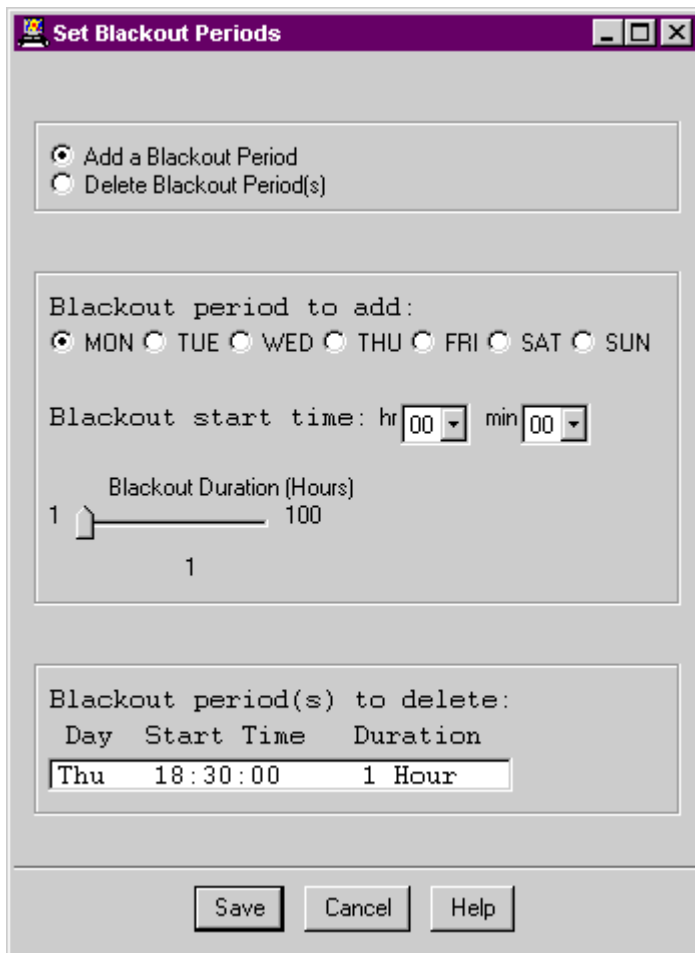 Set Blackout Periods
Add a Blackout Period
Delete Blackout Period(s)
Blackout period to add:
MON TUE WED THU FRI SAT SUN
Blackout start time: hr 00 min 00
Blackout Duration (Hours)
1 100
1
Blackout period(s) to delete:
Day Start Time Duration
Thu 18:30:00 1 Hour
Save Cancel Help